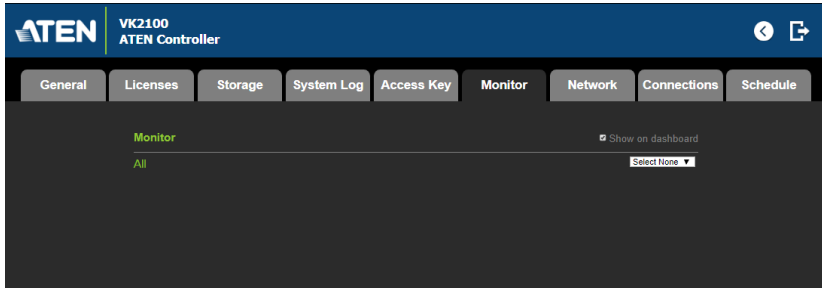 ATEN
VK2100
ATEN Controller
General Licenses Storage System Log Access Key Monitor Network Connections Schedule
Monitor Show on dashboard
All Select None